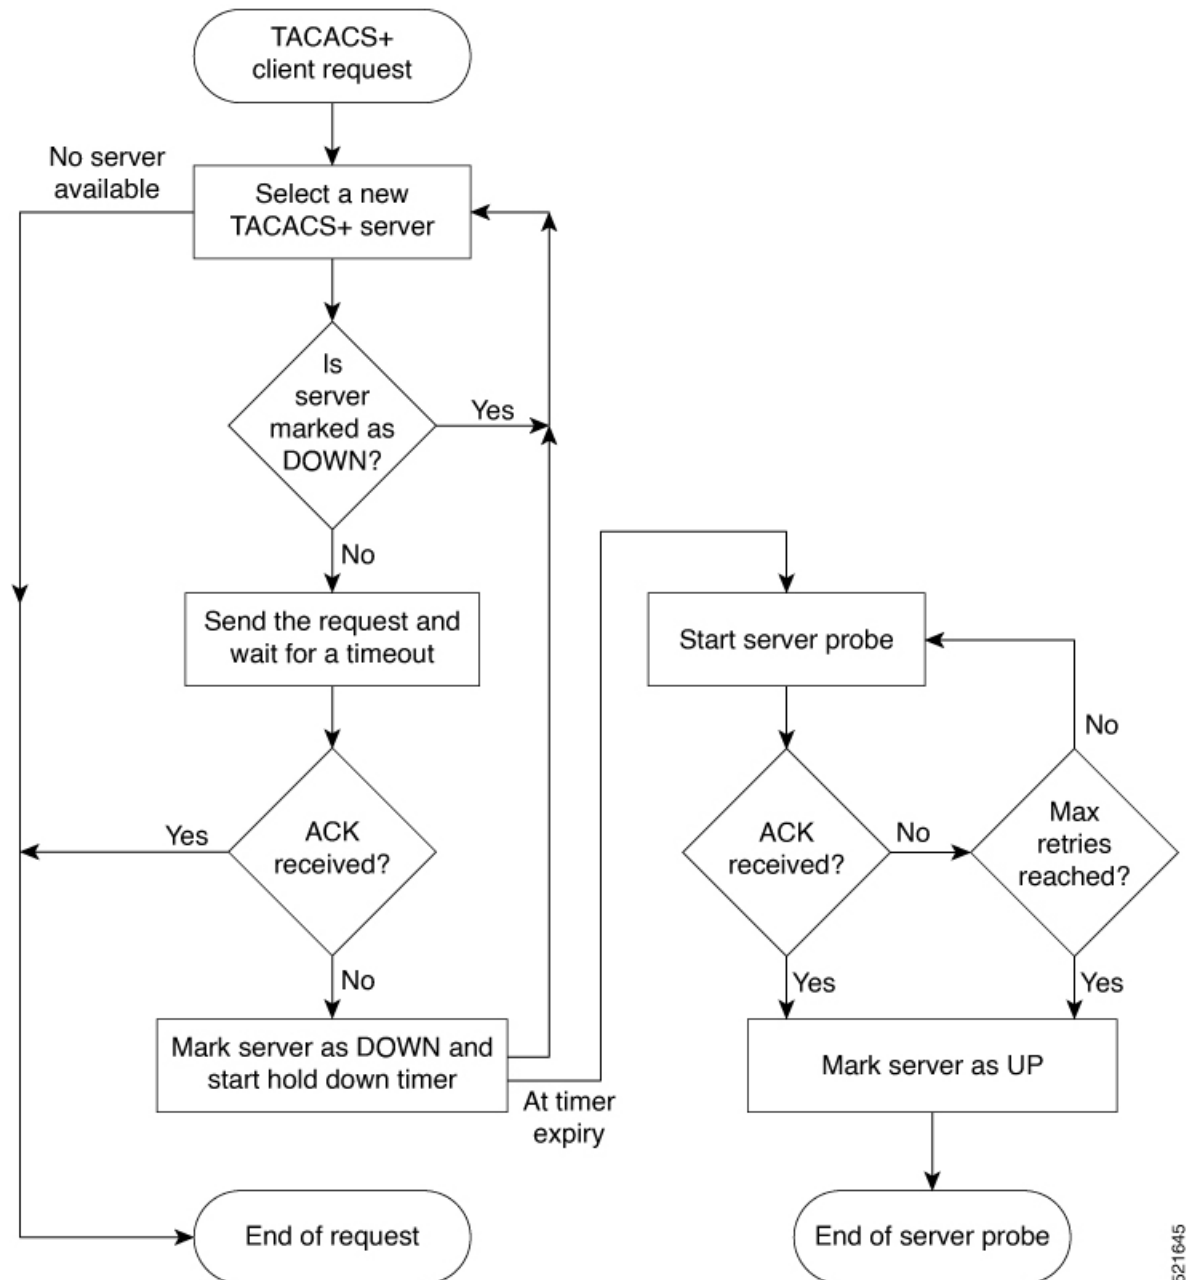 TACACS+
client request
No server
available
Select a new
TACACS+ server
Is
server
marked as
DOWN?
Yes
No
Send the request and
wait for a timeout
Start server probe
No
Yes
ACK
received?
ACK
received?
No
Max
retries
reached?
No
Yes
Yes
Mark server as DOWN and
start hold down timer
Mark server as UP
At timer
expiry
End of request
End of server probe
521645